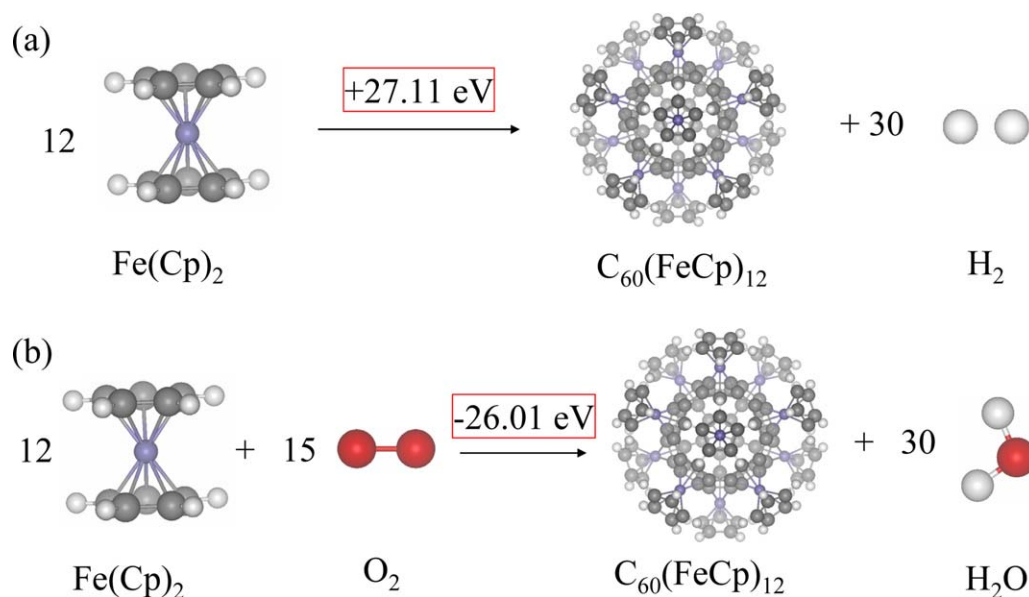 (a)
+27.11 eV
12
+ 30
Fe(Cp)₂
C₆₀(FeCp)₁₂
H₂
(b)
-26.01 eV
12
+
15
+
30
Fe(Cp)₂
O₂
C₆₀(FeCp)₁₂
H₂O